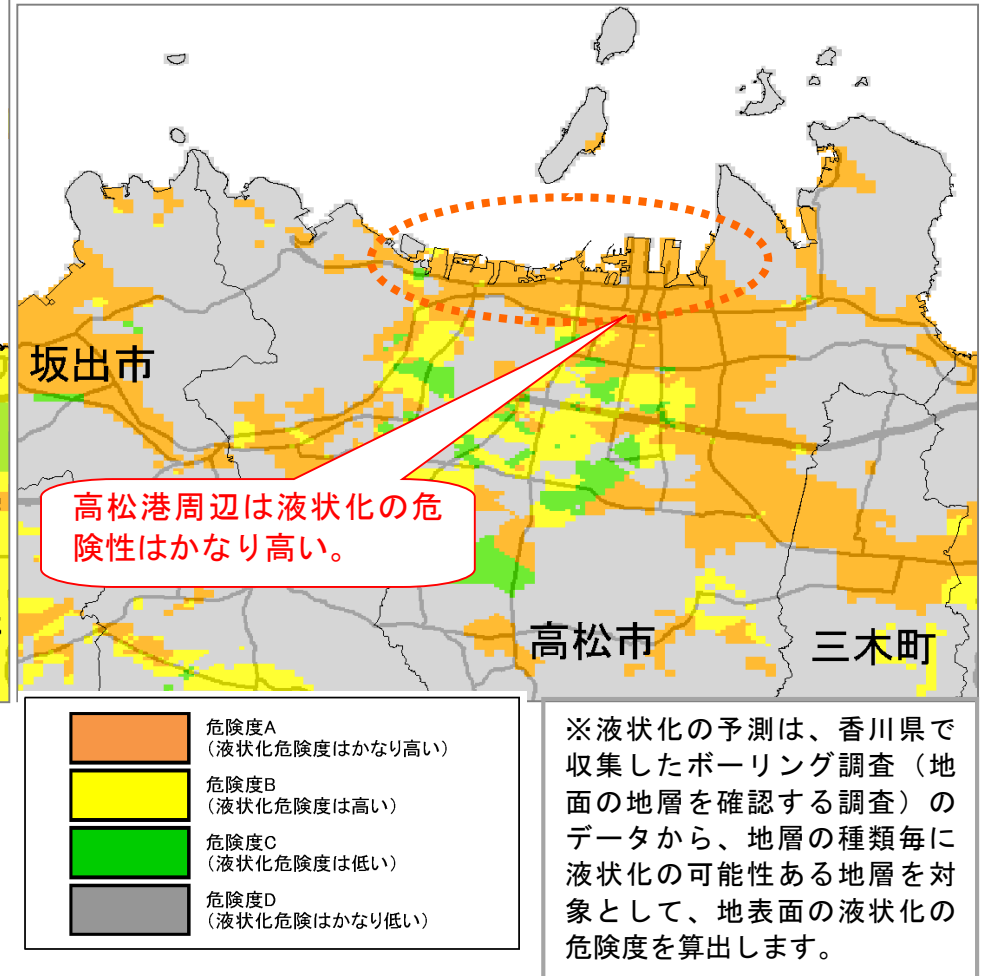 坂出市
高松港周辺は液状化の危
険性はかなり高い。
高松市
三木町
危険度A
(液状化危険度はかなり高い)
危険度B
(液状化危険度は高い)
危険度C
(液状化危険度は低い)
危険度D
(液状化危険はかなり低い)
※液状化の予測は、香川県で
収集したボーリング調査（地
面の地層を確認する調査）の
データから、地層の種類毎に
液状化の可能性ある地層を対
象として、地表面の液状化の
危険度を算出します。